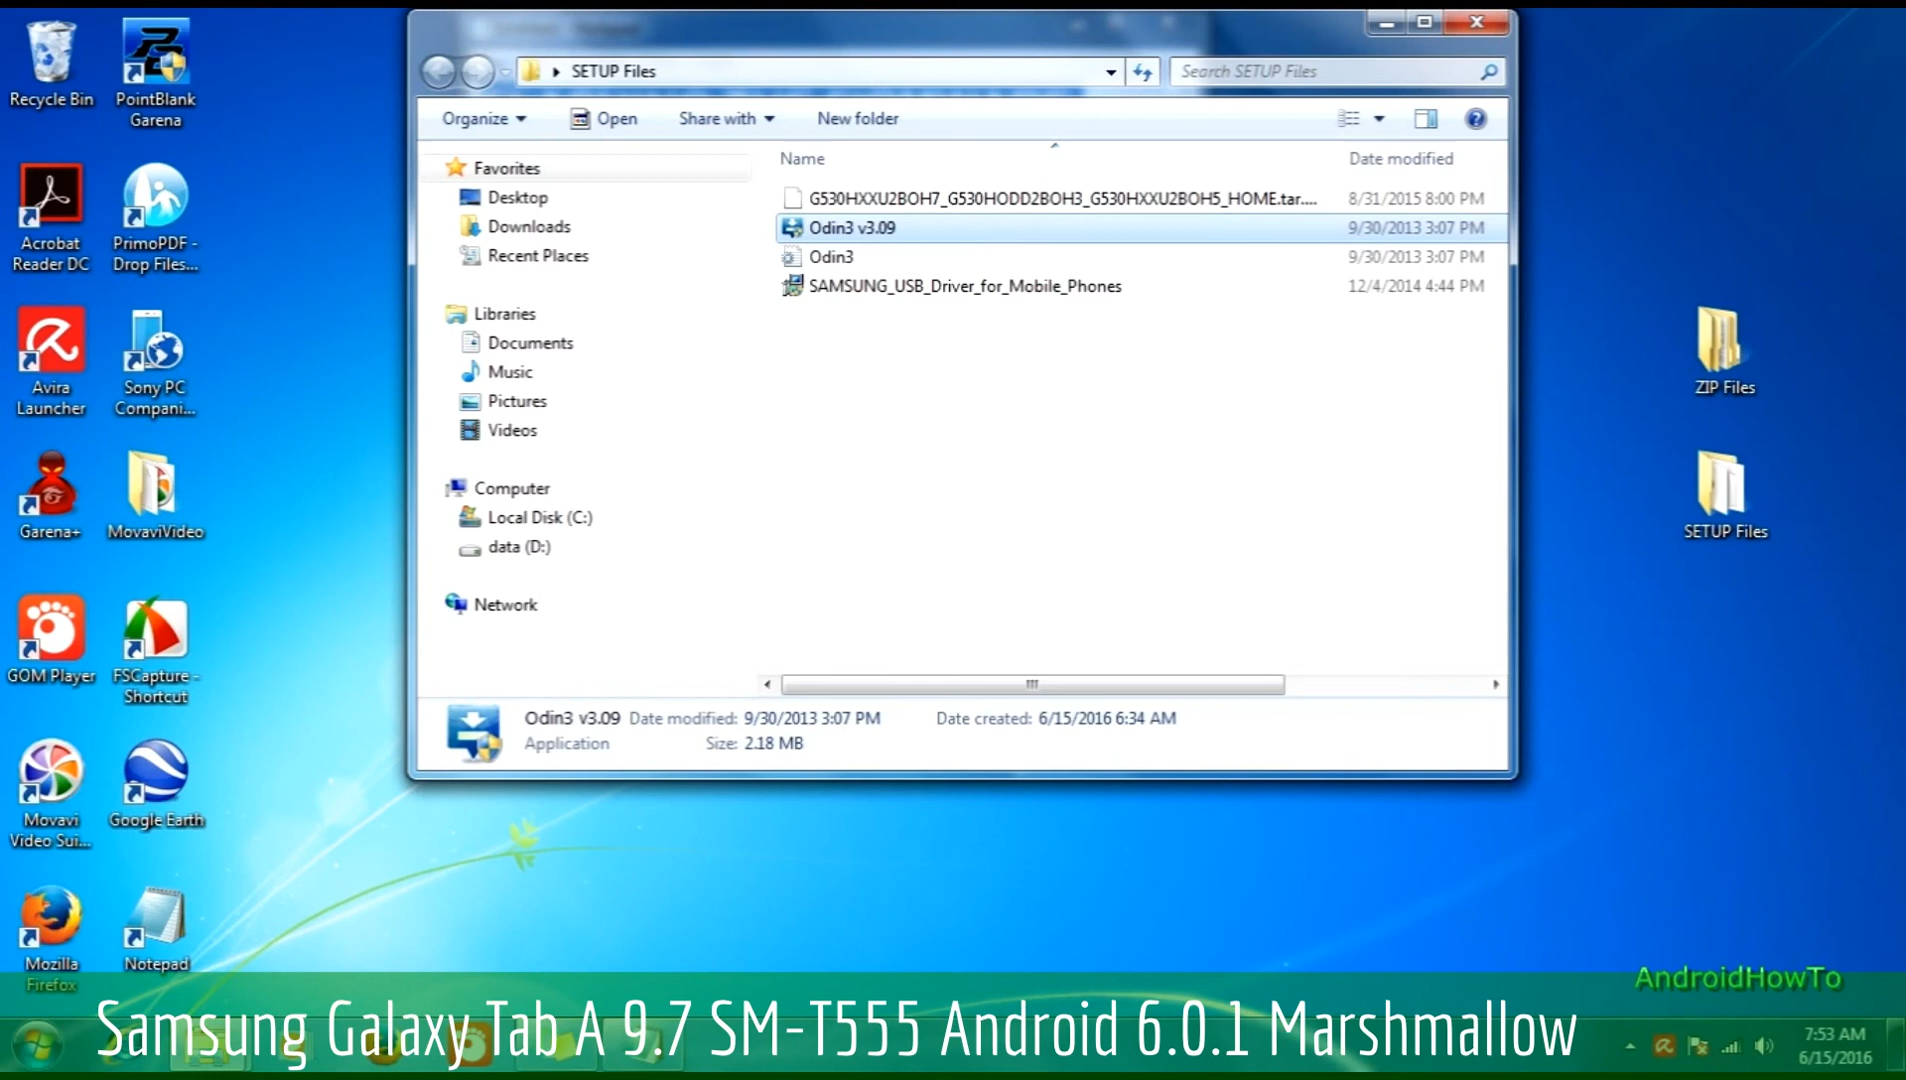 Recycle Bin
PointBlank
Garena
Acrobat
Reader DC
PrimoPDF -
Drop Files...
Avira
Launcher
Sony PC
Compani...
Garena+
MovaviVideo
GOM Player
FSCapture -
Shortcut
Movavi
Video Sui...
Google Earth
Mozilla
Firefox
Notepad
SETUP Files
Search SETUP Files
Organize
Open
Share with
New folder
Name
Date modified
Favorites
Desktop
Downloads
Recent Places
Libraries
Documents
Music
Pictures
Videos
Computer
Local Disk (C:)
data (D:)
Network
G530HXXU2BOH7_G530HODD2BOH3_G530HXXU2BOH5_HOME.tar....
8/31/2015 8:00 PM
Odin3 v3.09
9/30/2013 3:07 PM
Odin3
9/30/2013 3:07 PM
SAMSUNG_USB_Driver_for_Mobile_Phones
12/4/2014 4:44 PM
Odin3 v3.09 Date modified: 9/30/2013 3:07 PM Date created: 6/15/2016 6:34 AM
Application Size: 2.18 MB
ZIP Files
SETUP Files
AndroidHowTo
Samsung Galaxy Tab A 9.7 SM-T555 Android 6.0.1 Marshmallow
7:53 AM
6/15/2016